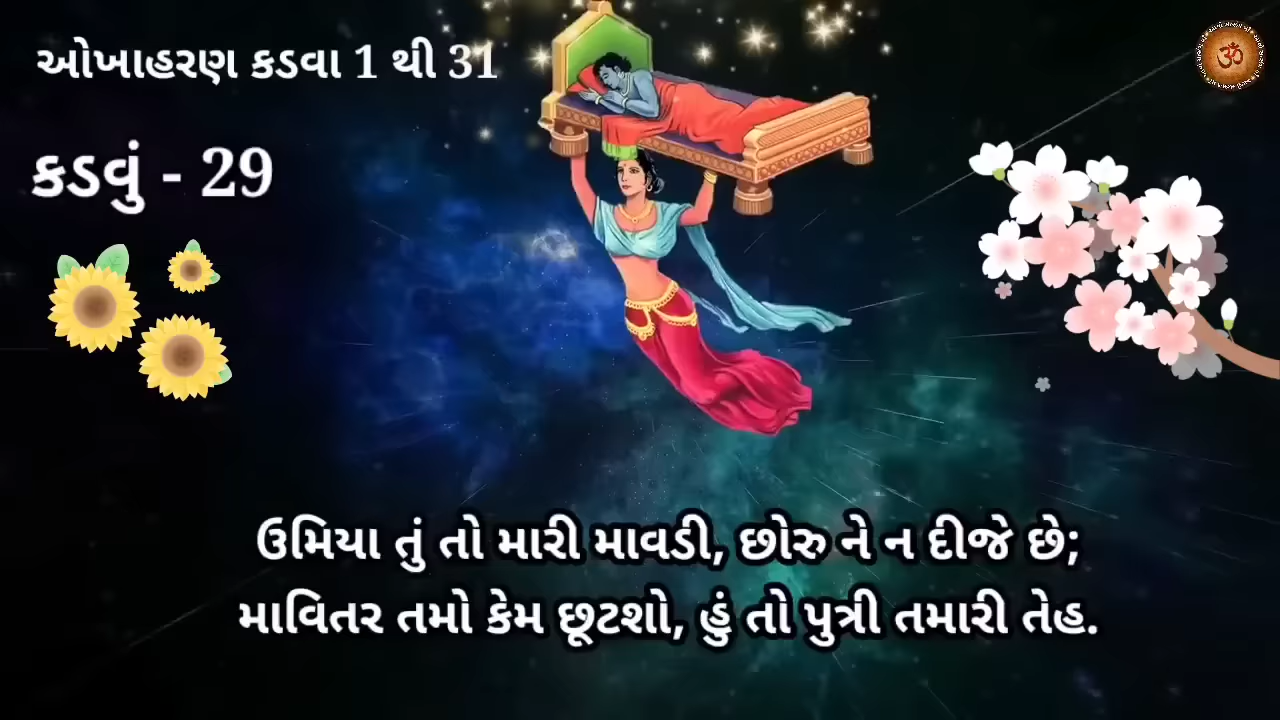 ઓખાહરણ કડવા 1 થી 31
કડવું - 29
ૐ
ઉમિયા તું તો મારી માવડી, છોરુ ને ન દીજે છે;
માવિતર તમો કેમ છૂટશો, હું તો પુત્રી તમારી તેહ.